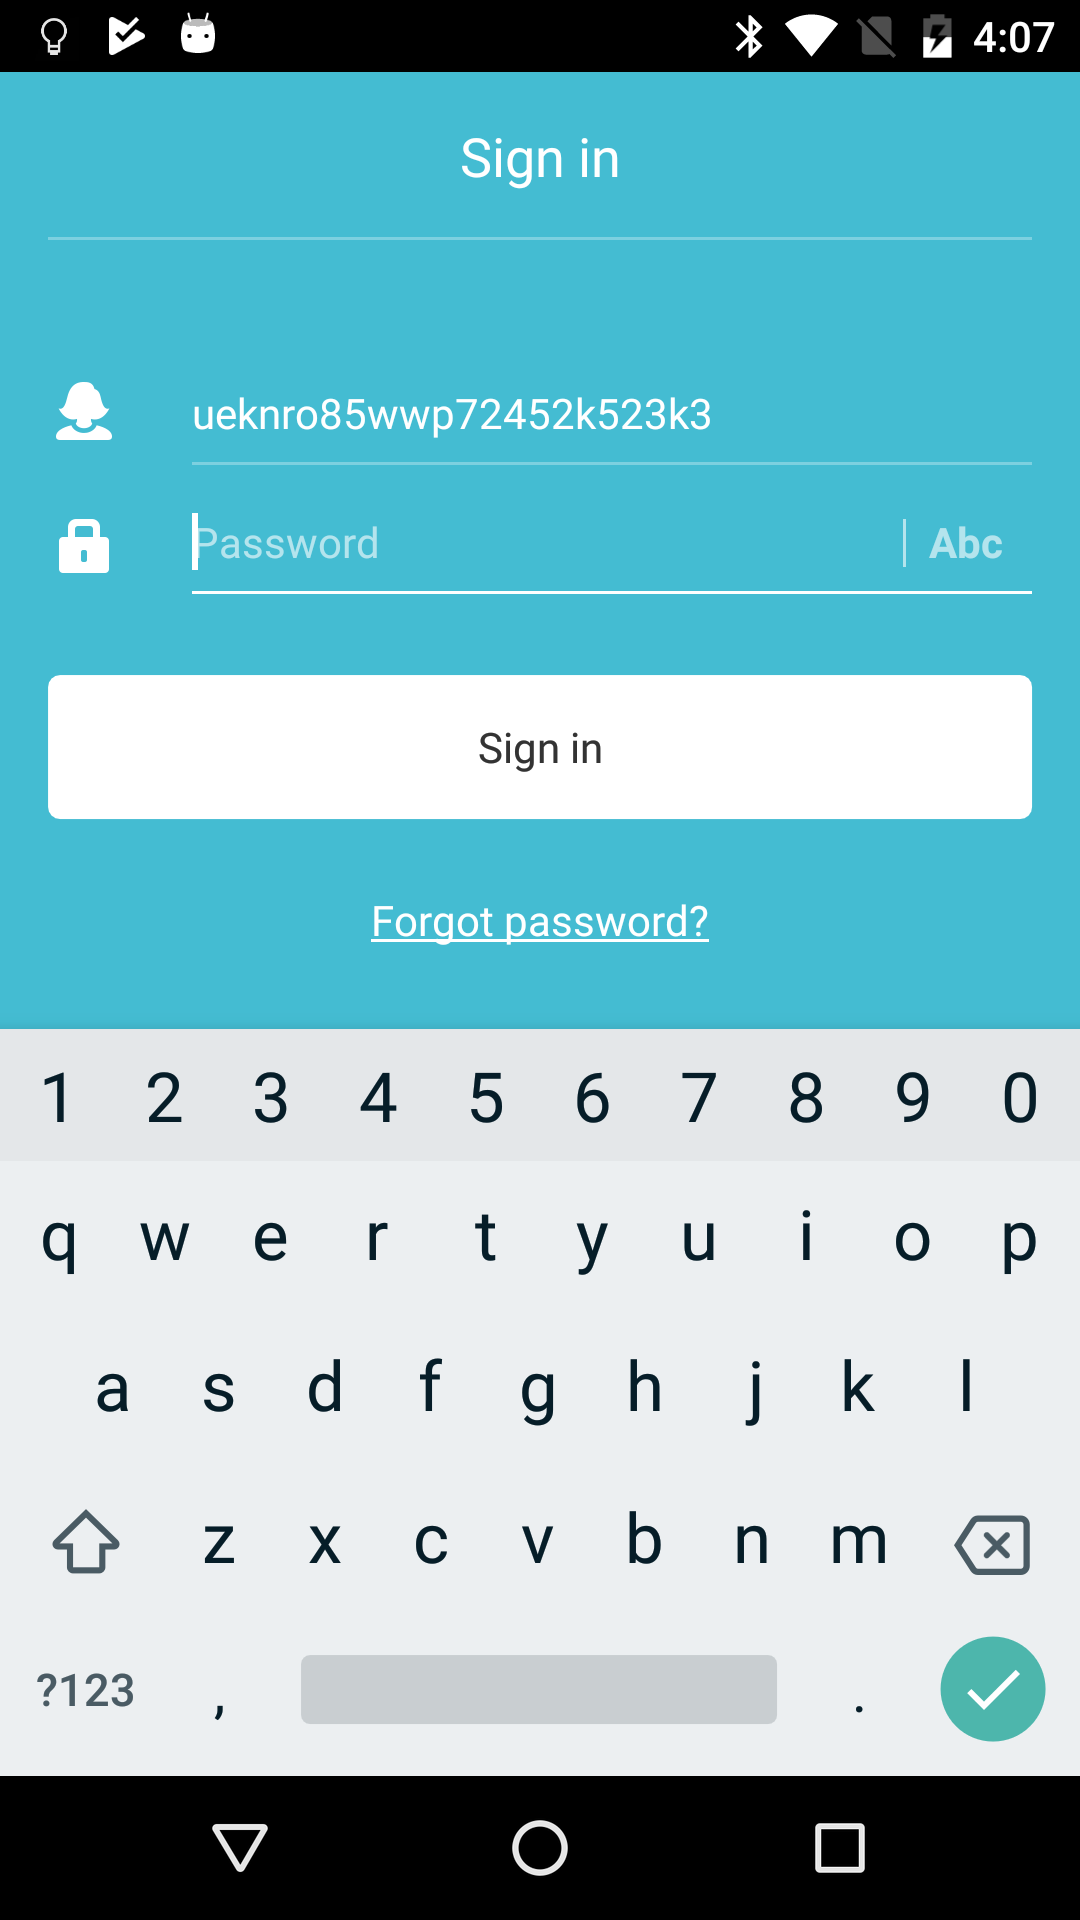 4:07
Sign in
ueknro85wwp72452k523k3
Password Abc
Sign in
Forgot password?
1 2 3 4 5 6 7 8 9 0
q w e r t y u i o p
a s d f g h j k l
z x c v b n m
?123 , .